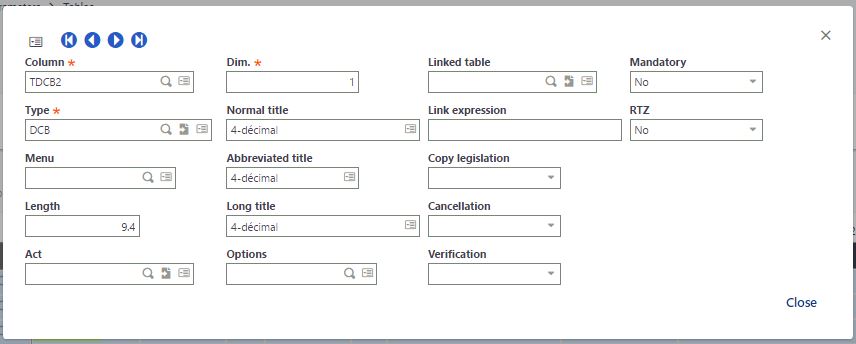 Tables
Column *
TDCB2
Dim. *
1
Linked table
Mandatory
No
Type *
DCB
Normal title
4-décimal
Link expression
RTZ
No
Menu
Abbreviated title
4-décimal
Copy legislation
Length
9.4
Long title
4-décimal
Cancellation
Act
Options
Verification
Close